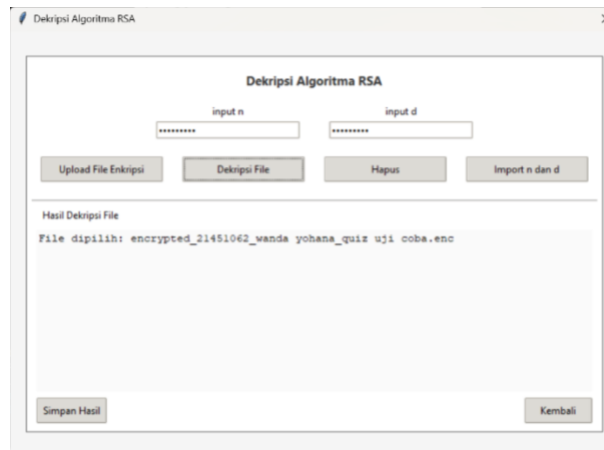 Dekripsi Algoritma RSA
Dekripsi Algoritma RSA
input n input d
Upload File Enkripsi Dekripsi File Hapus Import n dan d
Hasil Dekripsi File
File dipilih: encrypted_21451062_wanda yohana_quiz uji coba.enc
Simpan Hasil Kembali